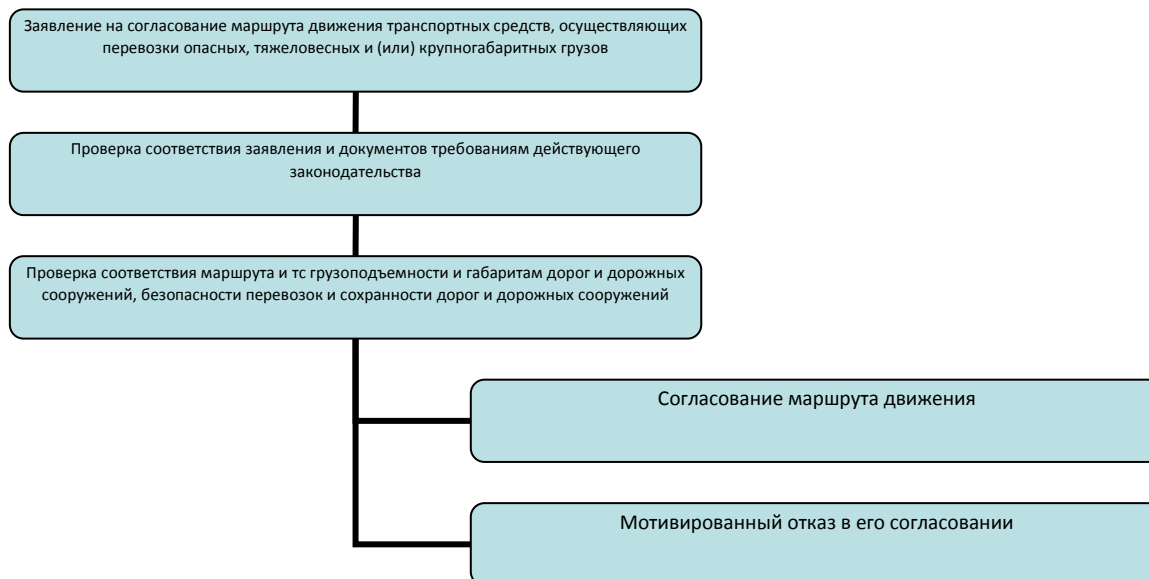 Заявление на согласование маршрута движения транспортных средств, осуществляющих
перевозки опасных, тяжеловесных и (или) крупногабаритных грузов
Проверка соответствия заявления и документов требованиям действующего
законодательства
Проверка соответствия маршрута и тс грузоподъемности и габаритам дорог и дорожных
сооружений, безопасности перевозок и сохранности дорог и дорожных сооружений
Согласование маршрута движения
Мотивированный отказ в его согласовании